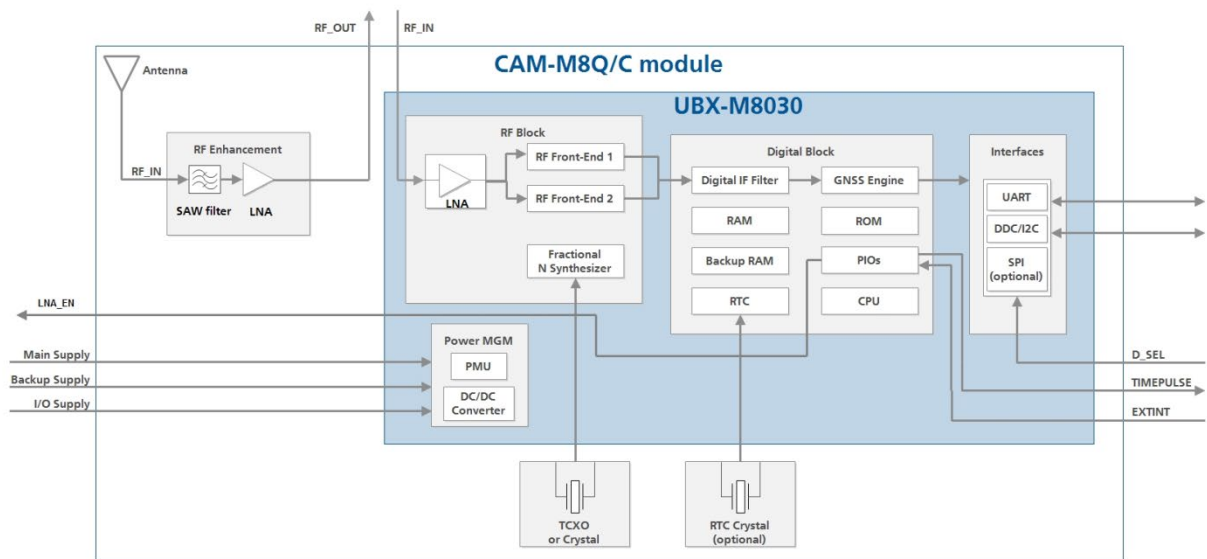 RF_OUT
RF_IN
CAM-M8Q/C module
Antenna
UBX-M8030
RF Enhancement
RF_IN
SAW filter
LNA
RF Block
LNA
RF Front-End 1
RF Front-End 2
Fractional
N Synthesizer
Digital Block
Digital IF Filter
GNSS Engine
RAM
ROM
Backup RAM
PIOs
RTC
CPU
Interfaces
UART
DDC/I2C
SPI
(optional)
LNA_EN
Main Supply
Backup Supply
I/O Supply
Power MGM
PMU
DC/DC
Converter
D_SEL
TIMEPULSE
EXTINT
TCXO
or Crystal
RTC Crystal
(optional)